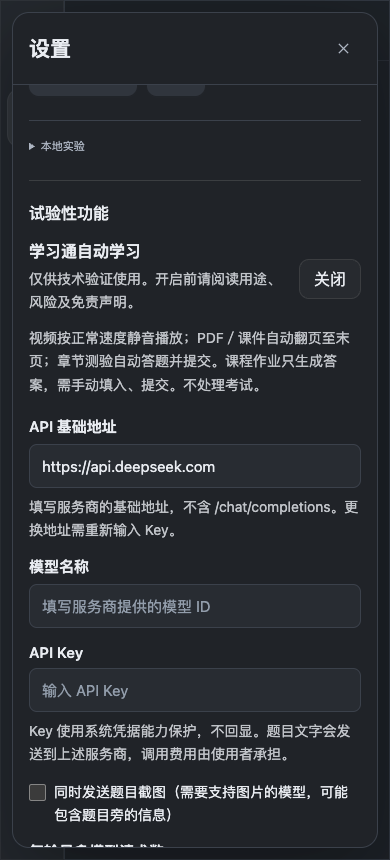 设置
本地实验
试验性功能
学习通自动学习
仅供技术验证使用。开启前请阅读用途、
风险及免责声明。
关闭
视频按正常速度静音播放；PDF / 课件自动翻页至末
页；章节测验自动答题并提交。课程作业只生成答
案，需手动填入、提交。不处理考试。
API 基础地址
https://api.deepseek.com
填写服务商的基础地址，不含 /chat/completions。更
换地址需重新输入 Key。
模型名称
填写服务商提供的模型 ID
API Key
输入 API Key
Key 使用系统凭据能力保护，不回显。题目文字会发
送到上述服务商，调用费用由使用者承担。
同时发送题目截图（需要支持图片的模型，可能
包含题目旁的信息）